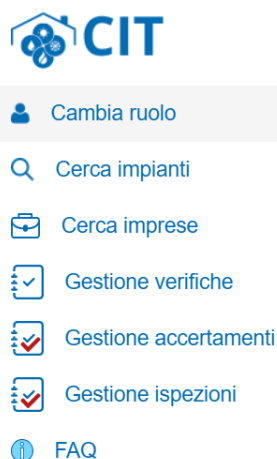 CIT
Cambia ruolo
Cerca impianti
Cerca imprese
Gestione verifiche
Gestione accertamenti
Gestione ispezioni
FAQ